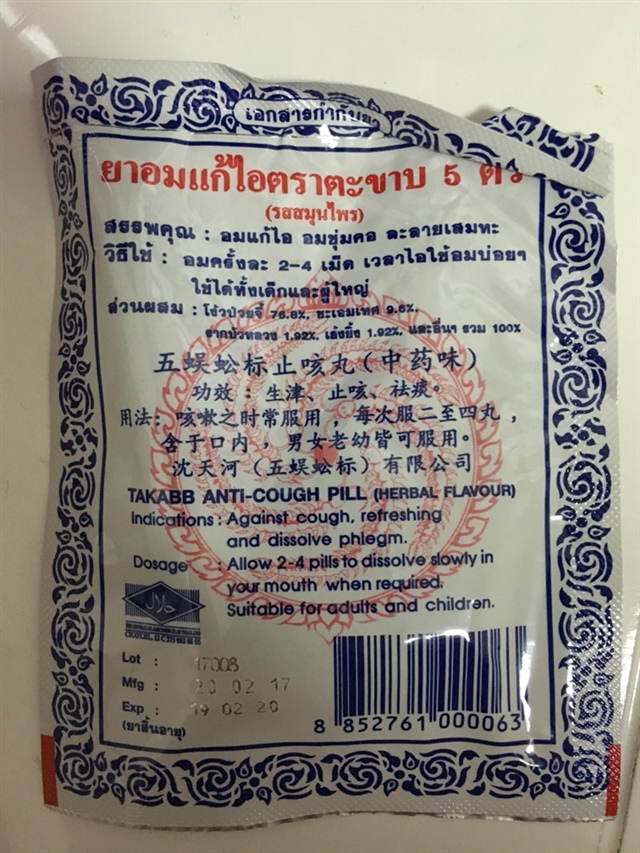 เอกสารกำกับยา
ยาอมแก้ไอตราตะขาบ 5 ตัว
(รสสมุนไพร)
สรรพคุณ : อมแก้ไอ อมชุ่มคอ ละลายเสมหะ
วิธีใช้ : อมครั้งละ 2-4 เม็ด เวลาไอใช้อมบ่อยๆ
ใช้ได้ทั้งเด็กและผู้ใหญ่
ส่วนผสม : โง่วป่วยจี้ 76.8%, ชะเอมเทศ 9.6%,
รากบัวหลวง 1.92%, เล้งยิ้ง 1.92%, และอื่นๆ รวม 100%
五蜈蚣标止咳丸(中药味)
功效：生津、止咳、祛痰。
用法：咳嗽之时常服用，每次服二至四丸，
含于口内，男女老幼皆可服用。
沈天河（五蜈蚣标）有限公司
TAKABB ANTI-COUGH PILL (HERBAL FLAVOUR)
Indications : Against cough, refreshing
and dissolve phlegm.
Dosage : Allow 2-4 pills to dissolve slowly in
your mouth when required.
Suitable for adults and children.
حلال
Lot : 17008
Mfg : 20 02 17
Exp : 19 02 20
(ยาสิ้นอายุ)
8 852761 000063